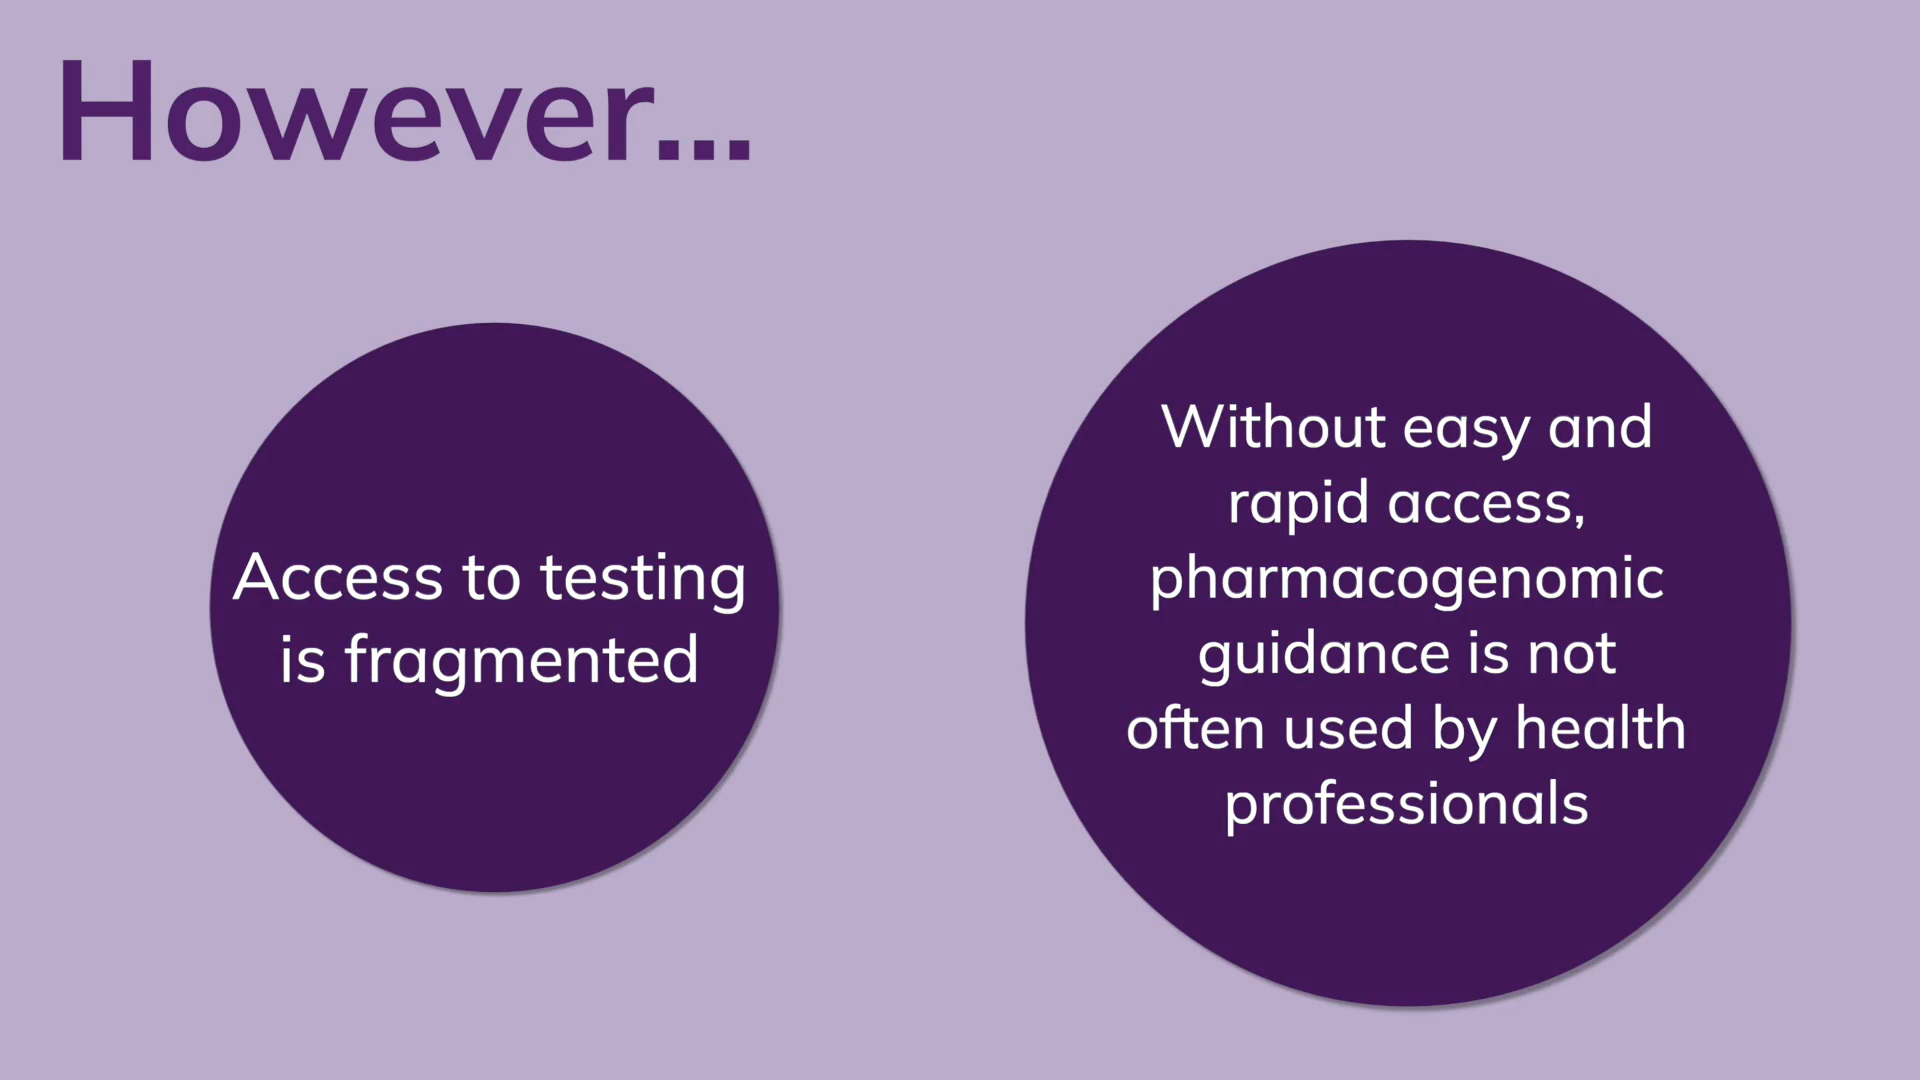 However...
Access to testing
is fragmented
Without easy and
rapid access,
pharmacogenomic
guidance is not
often used by health
professionals